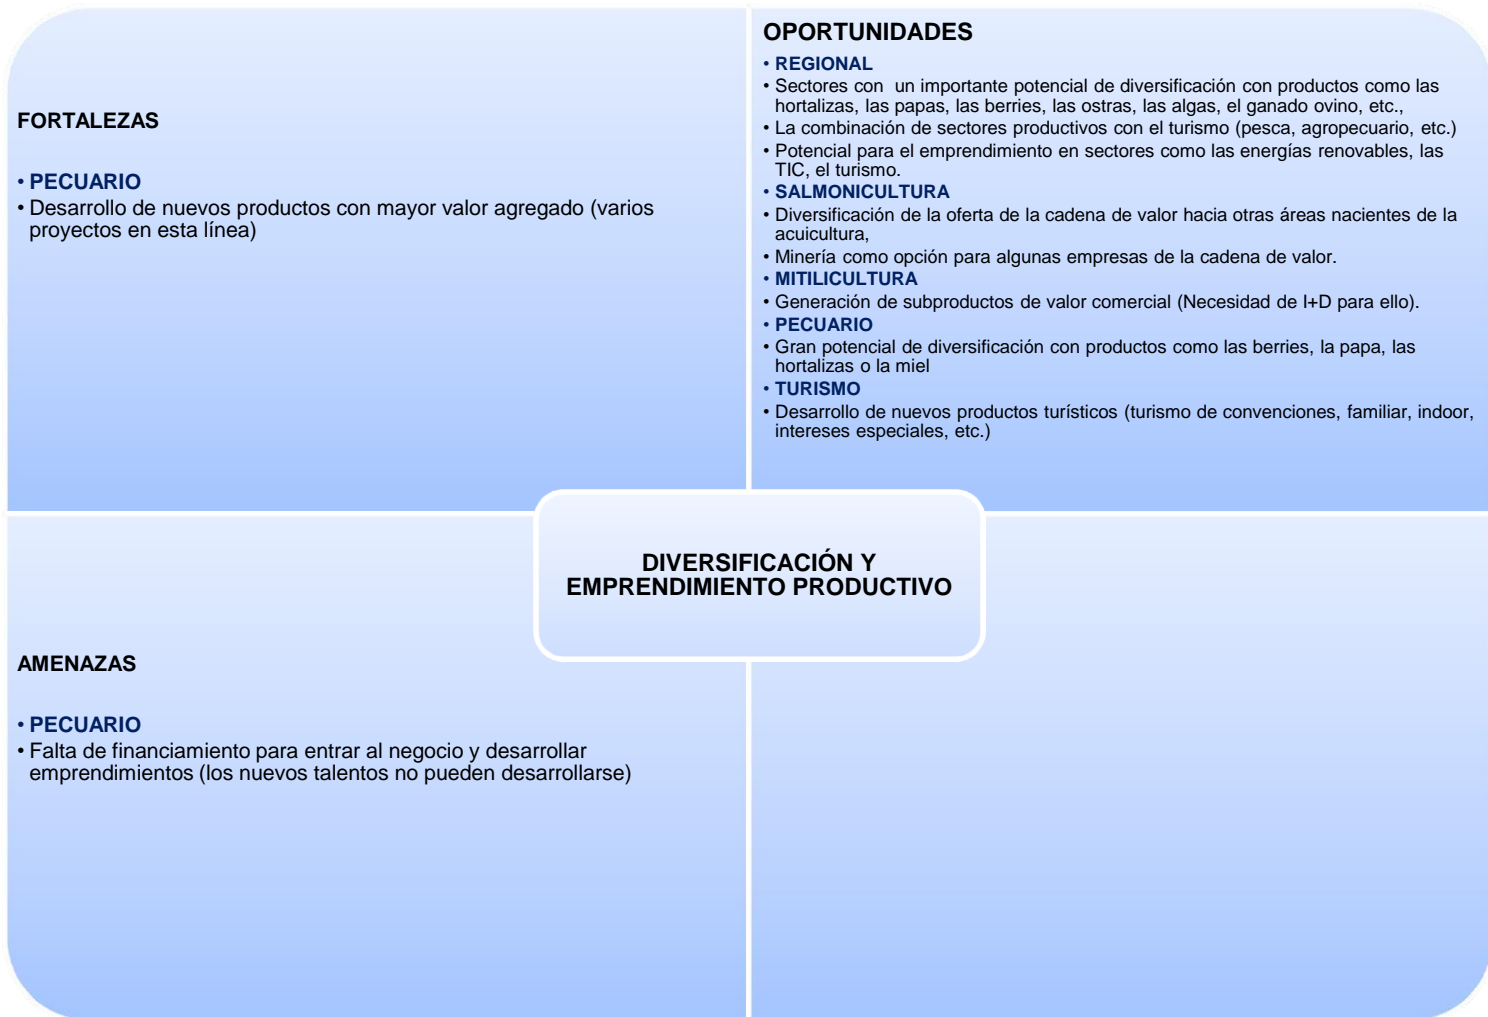 FORTALEZAS
• PECUARIO
• Desarrollo de nuevos productos con mayor valor agregado (varios
proyectos en esta línea)
OPORTUNIDADES
• REGIONAL
• Sectores con un importante potencial de diversificación con productos como las
hortalizas, las papas, las berries, las ostras, las algas, el ganado ovino, etc.,
• La combinación de sectores productivos con el turismo (pesca, agropecuario, etc.)
• Potencial para el emprendimiento en sectores como las energías renovables, las
TIC, el turismo.
• SALMONICULTURA
• Diversificación de la oferta de la cadena de valor hacia otras áreas nacientes de la
acuicultura,
• Minería como opción para algunas empresas de la cadena de valor.
• MITILICULTURA
• Generación de subproductos de valor comercial (Necesidad de I+D para ello).
• PECUARIO
• Gran potencial de diversificación con productos como las berries, la papa, las
hortalizas o la miel
• TURISMO
• Desarrollo de nuevos productos turísticos (turismo de convenciones, familiar, indoor,
intereses especiales, etc.)
DIVERSIFICACIÓN Y
EMPRENDIMIENTO PRODUCTIVO
AMENAZAS
• PECUARIO
• Falta de financiamiento para entrar al negocio y desarrollar
emprendimientos (los nuevos talentos no pueden desarrollarse)